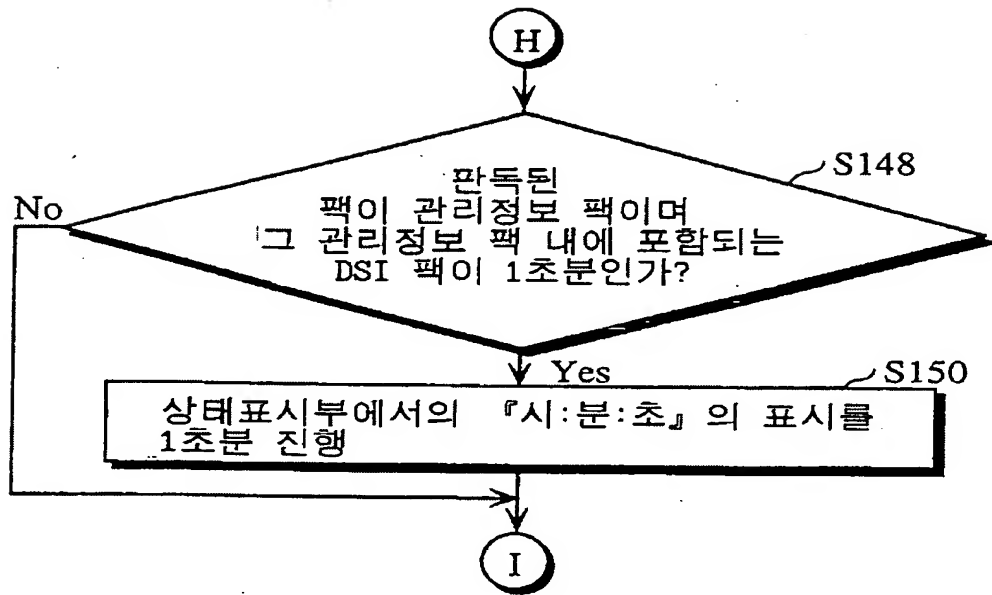 H
S148
판독된
팩이 관리정보 팩이며
그 관리정보 팩 내에 포함되는
DSI 팩이 1초분인가?
No
Yes
S150
상태표시부에서의 『시:분:초』의 표시를
1초분 진행
I